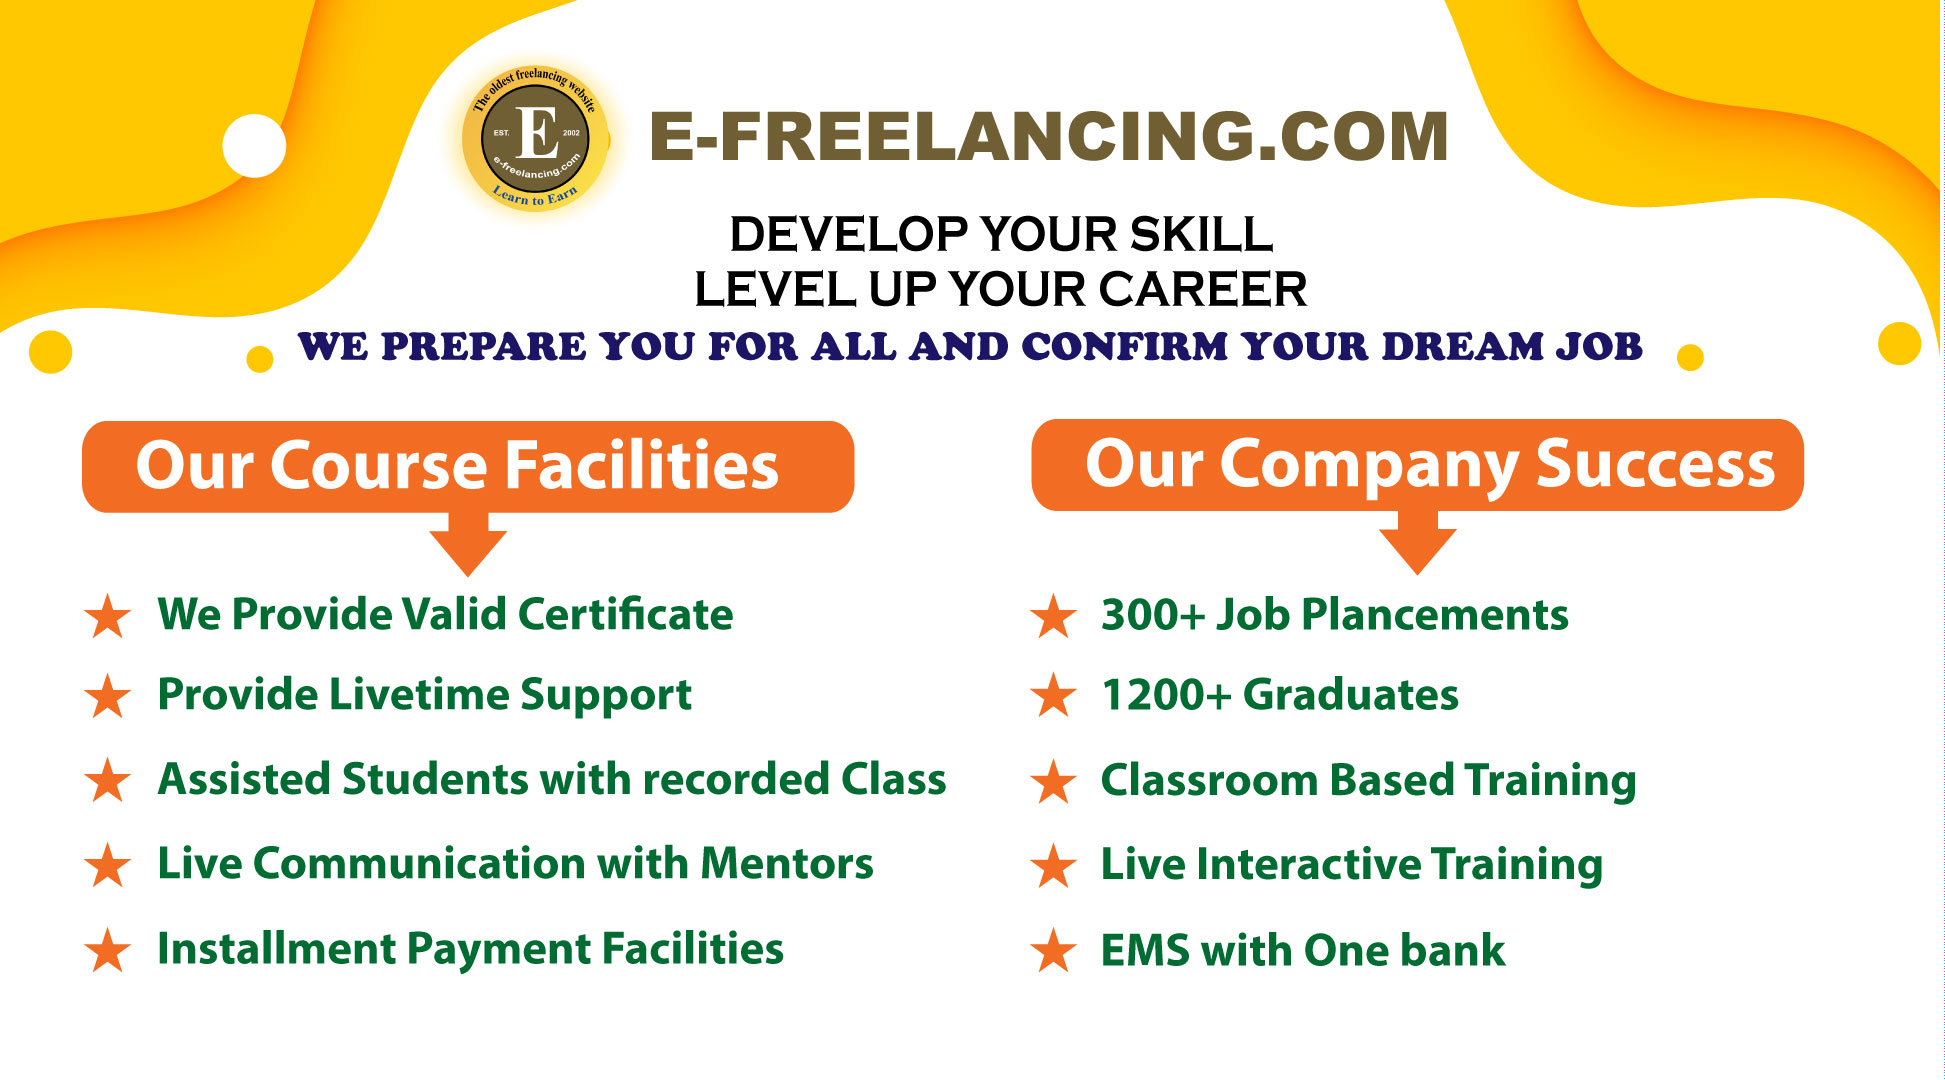 The oldest freelancing website
EST. E 2002
e-freelancing.com
Learn to Earn
E-FREELANCING.COM
DEVELOP YOUR SKILL
LEVEL UP YOUR CAREER
WE PREPARE YOU FOR ALL AND CONFIRM YOUR DREAM JOB
Our Course Facilities
We Provide Valid Certificate
Provide Livetime Support
Assisted Students with recorded Class
Live Communication with Mentors
Installment Payment Facilities
Our Company Success
300+ Job Plancements
1200+ Graduates
Classroom Based Training
Live Interactive Training
EMS with One bank